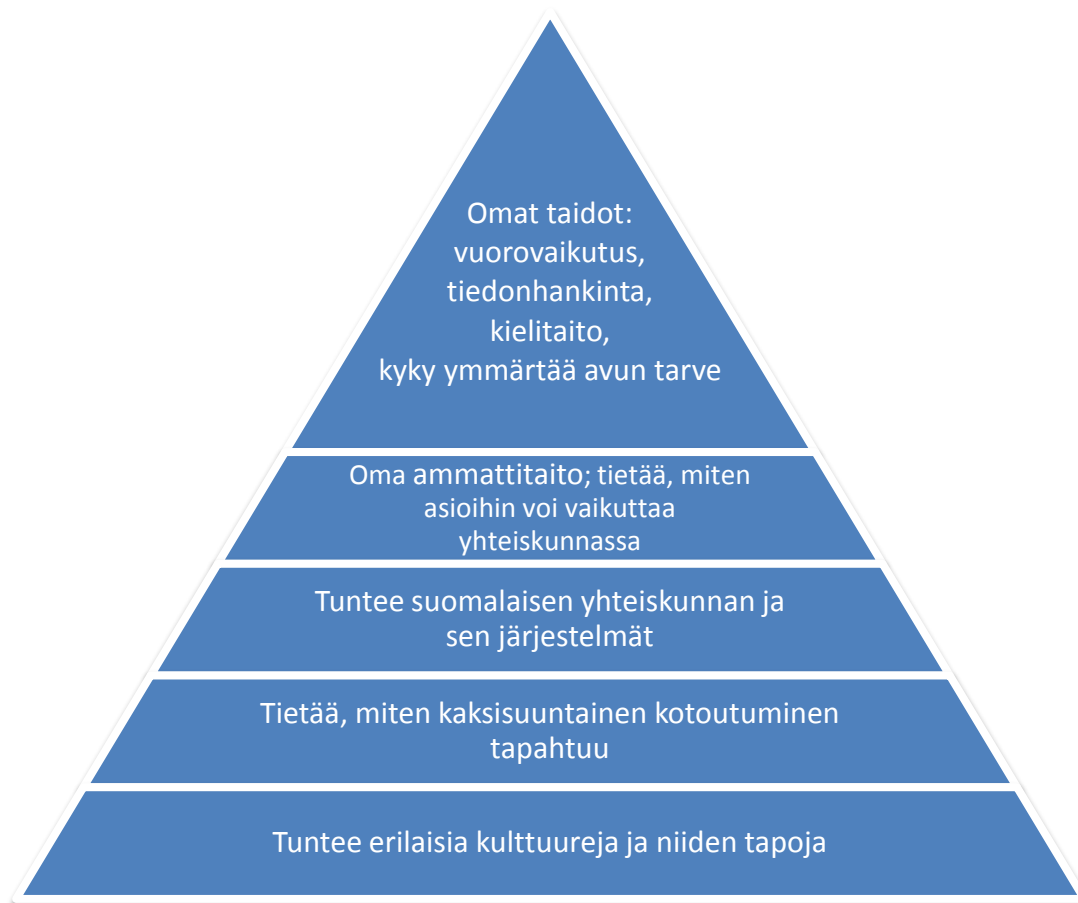 Omat taidot:
vuorovaikutus,
tiedonhankinta,
kielitaito,
kyky ymmärtää avun tarve
Oma ammattitaito; tietää, miten
asioihin voi vaikuttaa
yhteiskunnassa
Tuntee suomalaisen yhteiskunnan ja
sen järjestelmät
Tietää, miten kaksisuuntainen kotoutuminen
tapahtuu
Tuntee erilaisia kulttuureja ja niiden tapoja